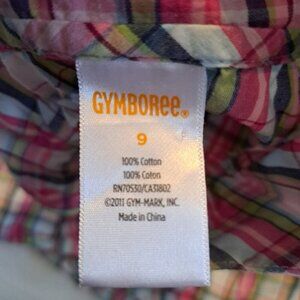 GYMBOREE®
9
100% Cotton
100% Coton
RN70530/CA31802
©2011 GYM-MARK, INC.
Made in China